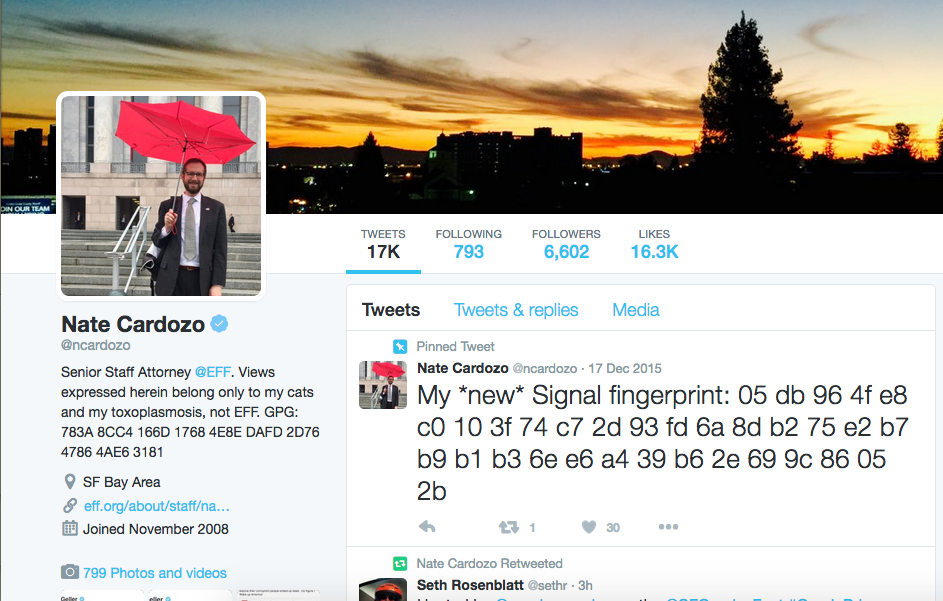 JOIN OUR TEAM
TWEETS FOLLOWING FOLLOWERS LIKES
17K 793 6,602 16.3K
Nate Cardozo
@ncardozo
Senior Staff Attorney @EFF. Views
expressed herein belong only to my cats
and my toxoplasmosis, not EFF. GPG:
783A 8CC4 166D 1768 4E8E DAFD 2D76
4786 4AE6 3181
SF Bay Area
eff.org/about/staff/na…
Joined November 2008
799 Photos and videos
Tweets Tweets & replies Media
Pinned Tweet
Nate Cardozo @ncardozo · 17 Dec 2015
My *new* Signal fingerprint: 05 db 96 4f e8
c0 10 3f 74 c7 2d 93 fd 6a 8d b2 75 e2 b7
b9 b1 b3 6e e6 a4 39 b6 2e 69 9c 86 05
2b
1 30
Nate Cardozo Retweeted
Seth Rosenblatt @sethr · 3h